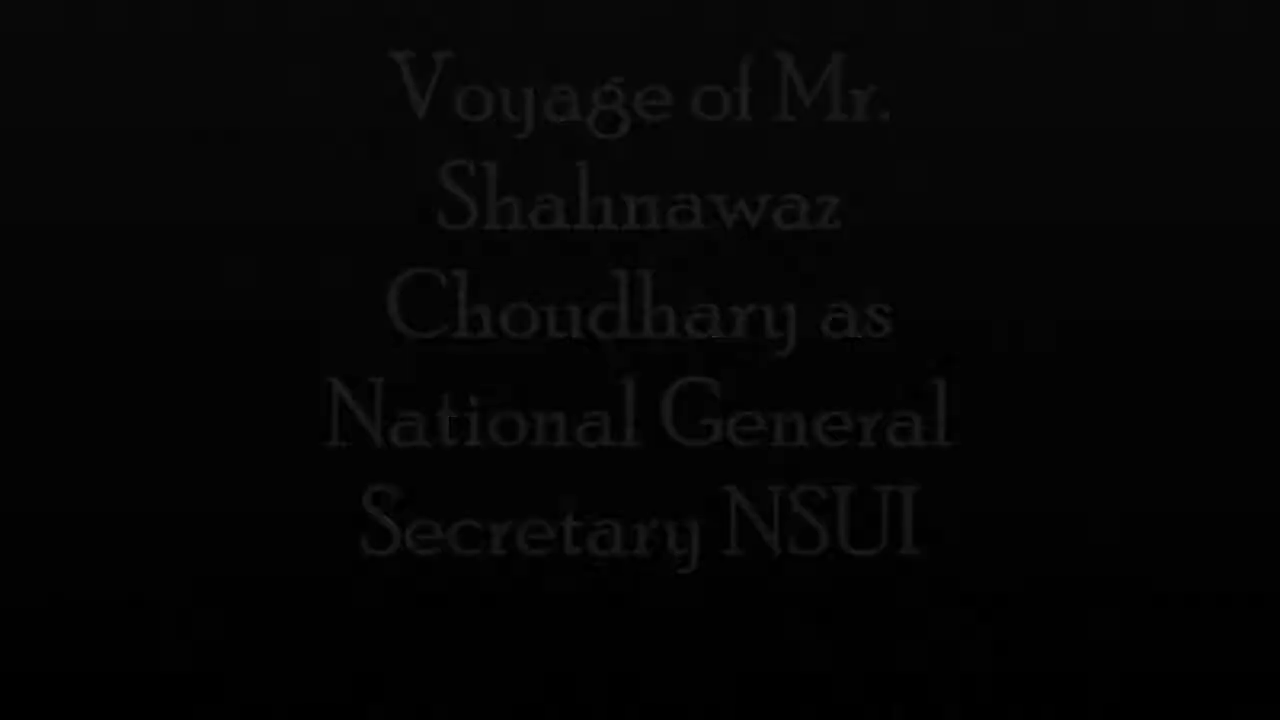 Voyage of Mr.
Shahnawaz
Choudhary as
National General
Secretary NSUI